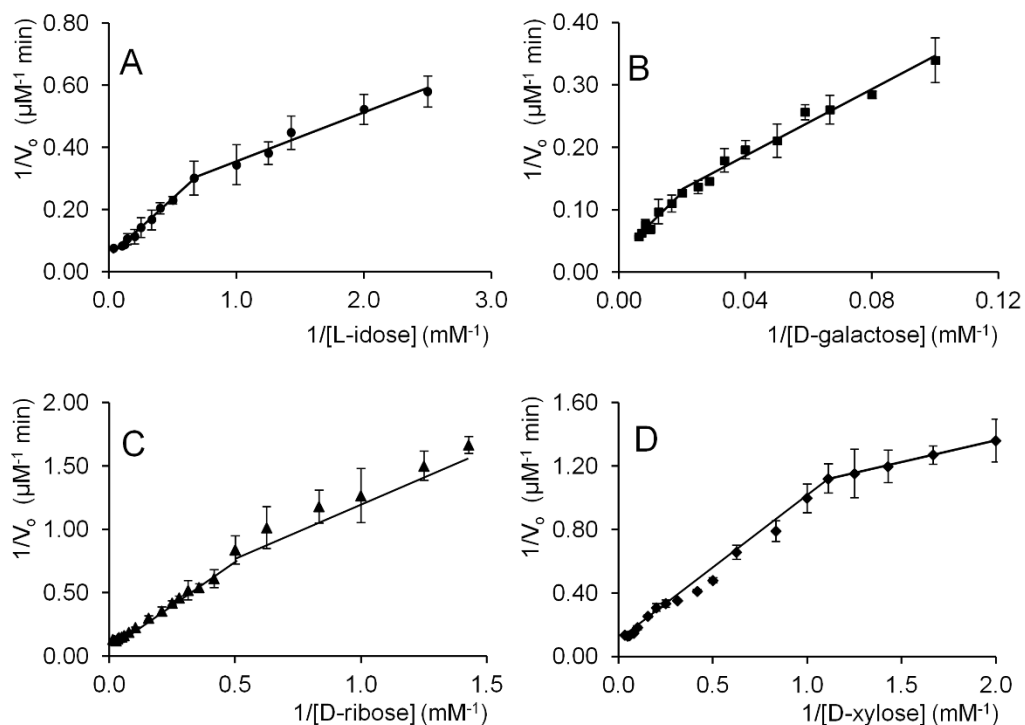 A
1/Vo (µM-1 min)
0.80
0.60
0.40
0.20
0.00
0.0 1.0 2.0 3.0
1/[L-idose] (mM-1)
B
1/Vo (µM-1 min)
0.40
0.30
0.20
0.10
0.00
0.00 0.04 0.08 0.12
1/[D-galactose] (mM-1)
C
1/Vo (µM-1 min)
2.00
1.50
1.00
0.50
0.00
0.0 0.5 1.0 1.5
1/[D-ribose] (mM-1)
D
1/Vo (µM-1 min)
1.60
1.20
0.80
0.40
0.00
0.0 0.5 1.0 1.5 2.0
1/[D-xylose] (mM-1)